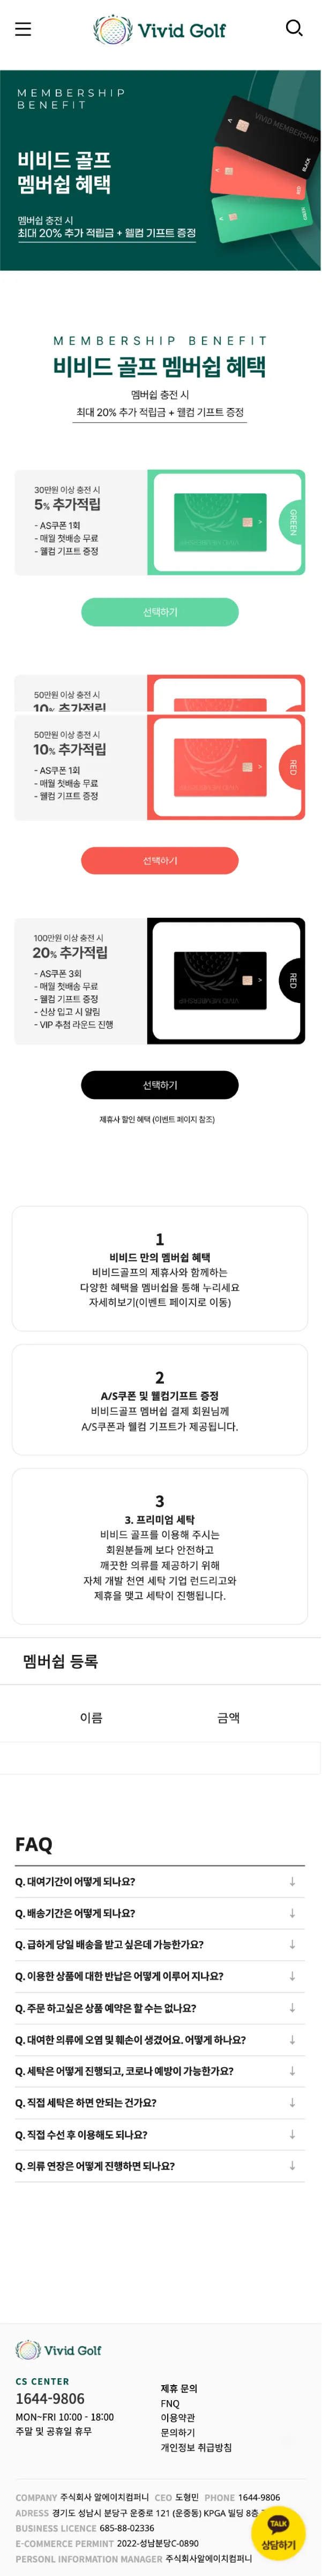 Vivid Golf
MEMBERSHIP
BENEFIT
비비드 골프
멤버쉽 혜택
멤버쉽 충전 시
최대 20% 추가 적립금 + 웰컴 기프트 증정
VIVID MEMBERSHIP
BLACK
RED
MEMBERSHIP BENEFIT
비비드 골프 멤버쉽 혜택
멤버쉽 충전 시
최대 20% 추가 적립금 + 웰컴 기프트 증정
30만원 이상 충전 시
5% 추가적립
- AS쿠폰 1회
- 매월 첫배송 무료
- 웰컴 기프트 증정
GREEN
선택하기
50만원 이상 충전 시
10% 추가적립
50만원 이상 충전 시
10% 추가적립
- AS쿠폰 1회
- 매월 첫배송 무료
- 웰컴 기프트 증정
RED
선택하기
100만원 이상 충전 시
20% 추가적립
- AS쿠폰 3회
- 매월 첫배송 무료
- 웰컴 기프트 증정
- 신상 입고 시 알림
- VIP 추첨 라운드 진행
RED
선택하기
제휴사 할인 혜택 (이벤트 페이지 참조)
1
비비드 만의 멤버쉽 혜택
비비드골프의 제휴사와 함께하는
다양한 혜택을 멤버쉽을 통해 누리세요
자세히보기(이벤트 페이지로 이동)
2
A/S쿠폰 및 웰컴기프트 증정
비비드골프 멤버쉽 결제 회원님께
A/S쿠폰과 웰컴 기프트가 제공됩니다.
3
3. 프리미엄 세탁
비비드 골프를 이용해 주시는
회원분들께 보다 안전하고
깨끗한 의류를 제공하기 위해
자체 개발 천연 세탁 기업 런드리고와
제휴을 맺고 세탁이 진행됩니다.
멤버쉽 등록
이름 금액
FAQ
Q. 대여기간이 어떻게 되나요?
Q. 배송기간은 어떻게 되나요?
Q. 급하게 당일 배송을 받고 싶은데 가능한가요?
Q. 이용한 상품에 대한 반납은 어떻게 이루어 지나요?
Q. 주문 하고싶은 상품 예약은 할 수는 없나요?
Q. 대여한 의류에 오염 및 훼손이 생겼어요. 어떻게 하나요?
Q. 세탁은 어떻게 진행되고, 코로나 예방이 가능한가요?
Q. 직접 세탁은 하면 안되는 건가요?
Q. 직접 수선 후 이용해도 되나요?
Q. 의류 연장은 어떻게 진행하면 되나요?
Vivid Golf
CS CENTER
1644-9806
MON~FRI 10:00 - 18:00
주말 및 공휴일 휴무
제휴 문의
FNQ
이용약관
문의하기
개인정보 취급방침
COMPANY 주식회사 알에이치컴퍼니 CEO 도형민 PHONE 1644-9806
ADRESS 경기도 성남시 분당구 운중로 121 (운중동) KPGA 빌딩 8층
BUSINESS LICENCE 685-88-02336
E-COMMERCE PERMINT 2022-성남분당C-0890
PERSONL INFORMATION MANAGER 주식회사알에이치컴퍼니
TALK
상담하기